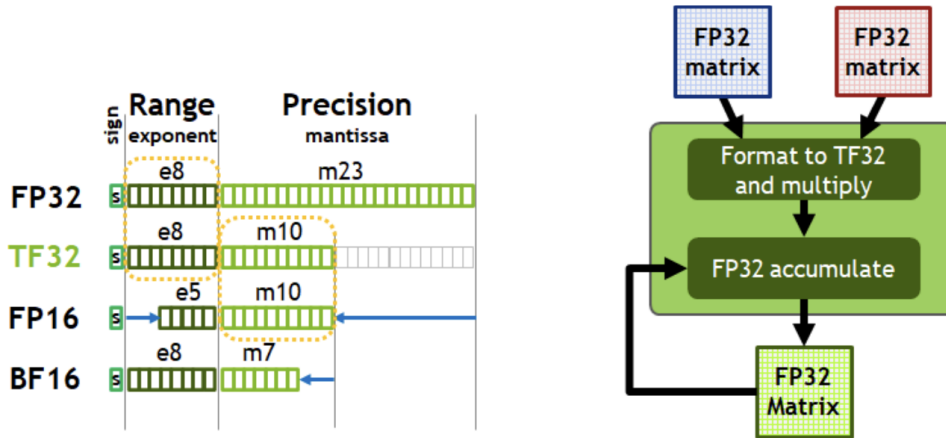 sign
Range
exponent
Precision
mantissa
FP32
s
e8
m23
TF32
s
e8
m10
FP16
s
e5
m10
BF16
s
e8
m7
FP32
matrix
FP32
matrix
Format to TF32
and multiply
FP32 accumulate
FP32
Matrix